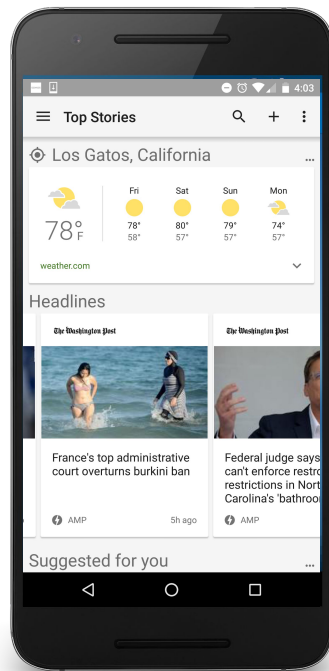 4:03
Top Stories
Los Gatos, California
Fri Sat Sun Mon
78°F
78° 80° 79° 74°
58° 57° 57° 57°
weather.com
Headlines
The Washington Post
The Washington Post
France's top administrative
court overturns burkini ban
Federal judge says
can't enforce restro
restrictions in Nort
Carolina's 'bathroo
AMP
5h ago
AMP
Suggested for you